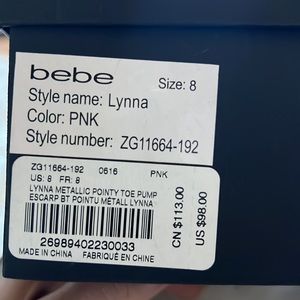 bebe Size: 8
Style name: Lynna
Color: PNK
Style number: ZG11664-192
ZG11664-192 0616 PNK
US: 8 FR: 8
LYNNA METALLIC POINTY TOE PUMP
ESCARP BT POINTU MÉTALL LYNNA
26989402230033
MADE IN CHINA FABRIQUÉ EN CHINE
CN $113.00
US $98.00